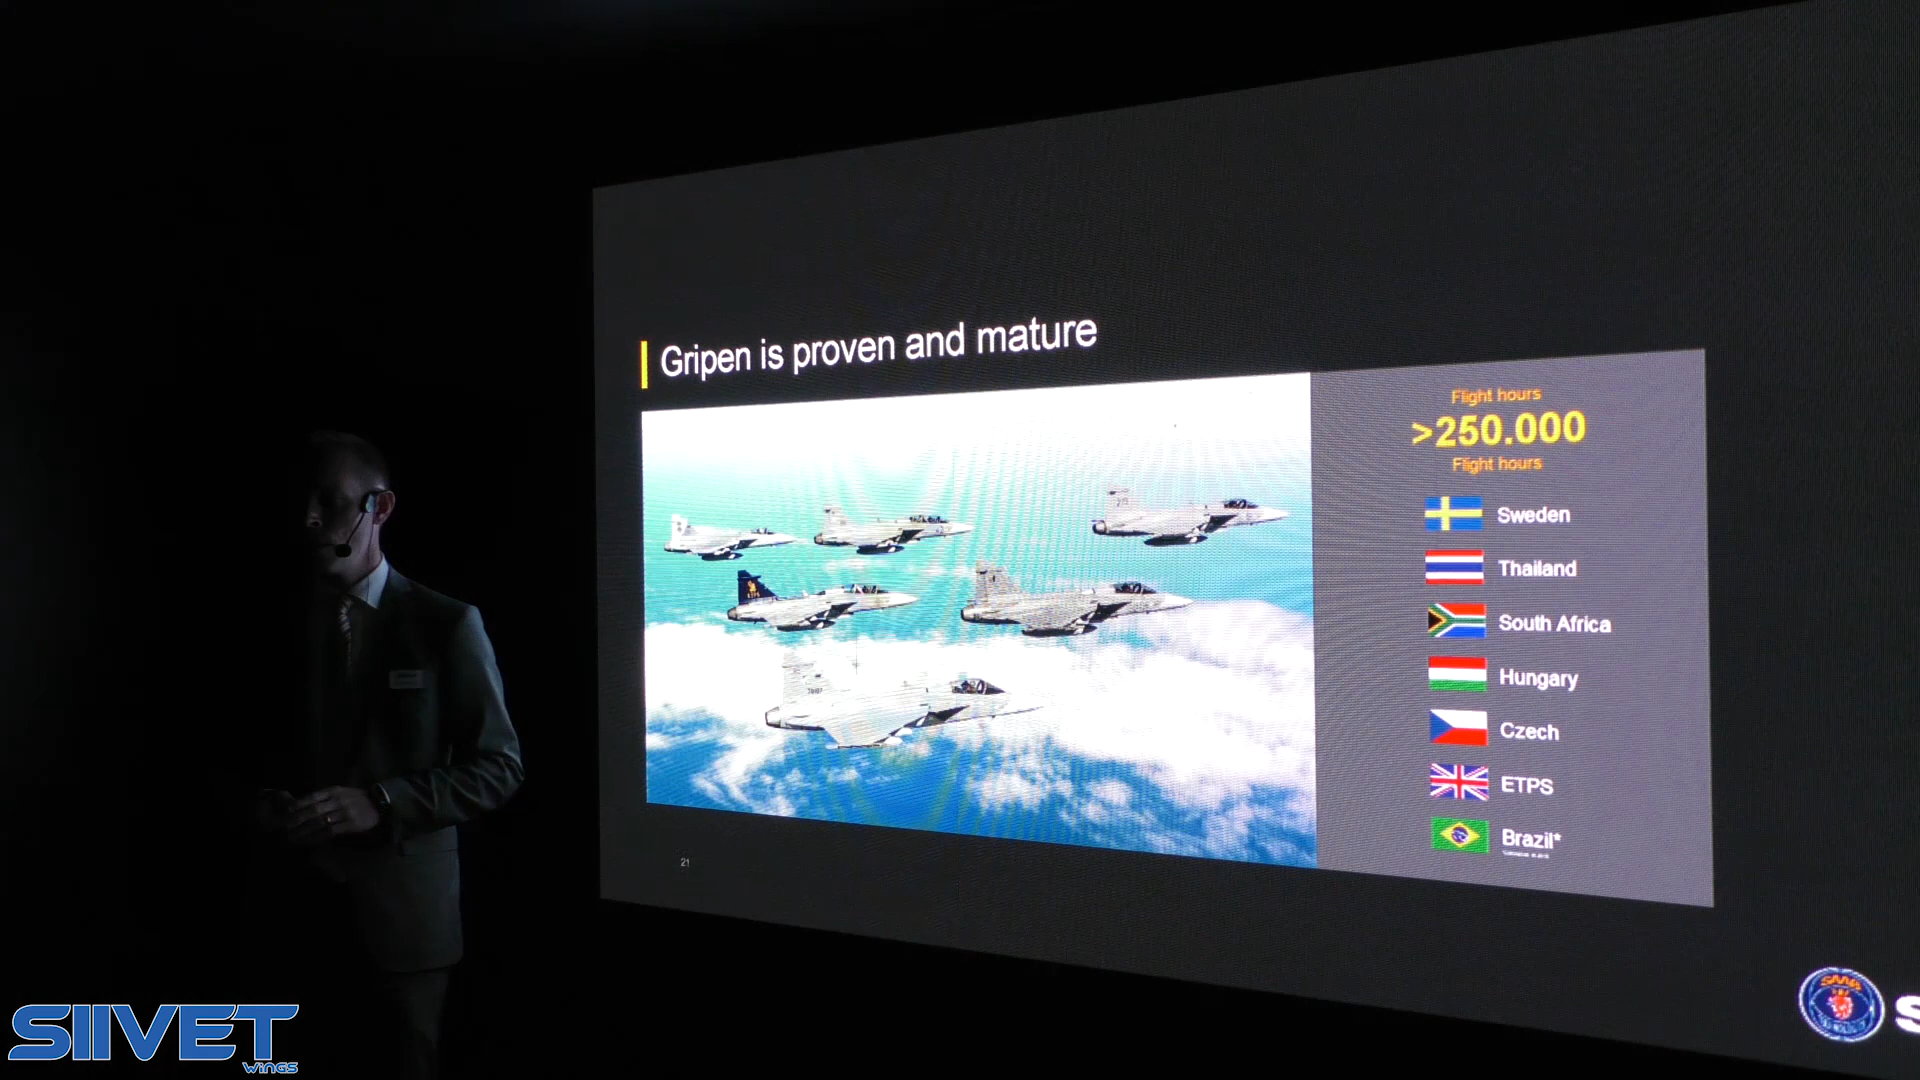 Gripen is proven and mature
Flight hours
>250.000
Flight hours
Sweden
Thailand
South Africa
Hungary
Czech
ETPS
Brazil*
21
SAAB
S
SIIVET
WINGS